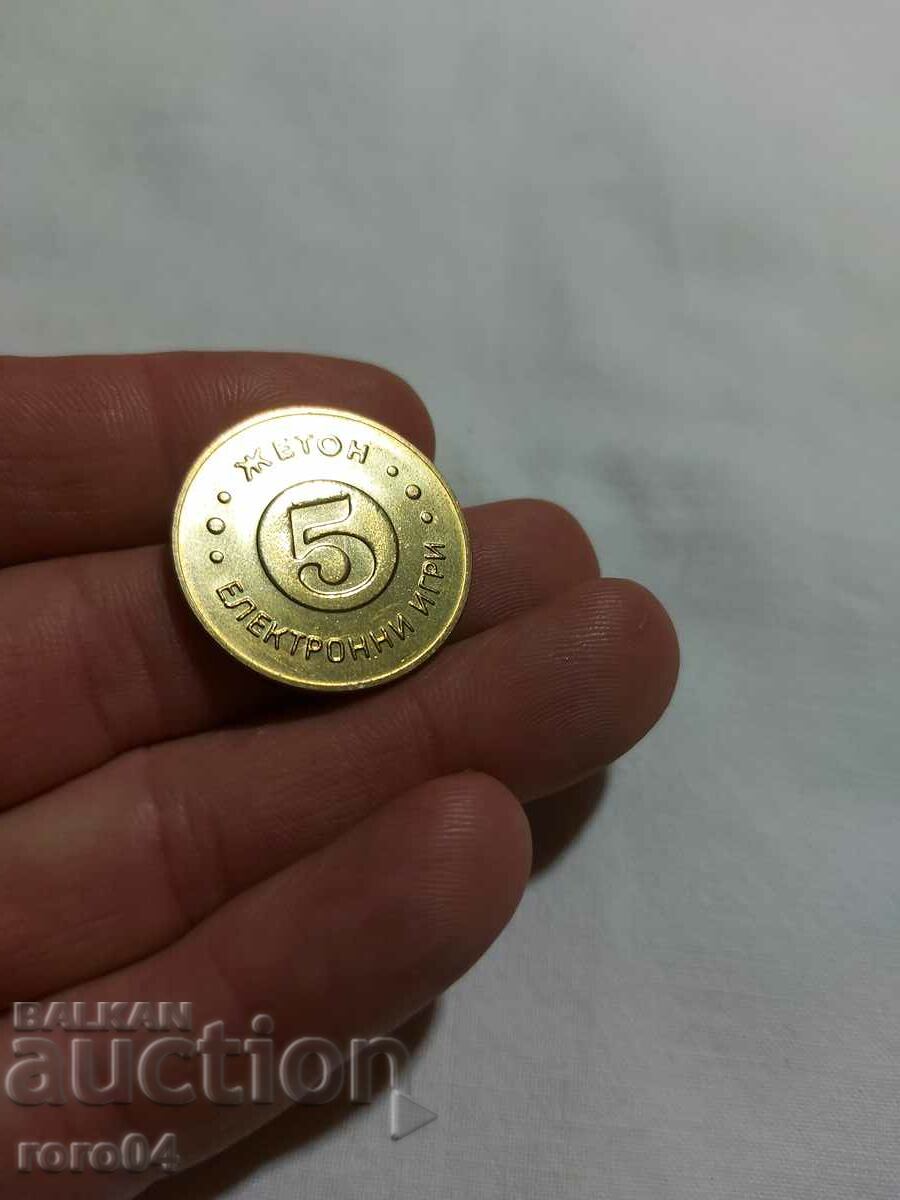 ЖЕТОН
5
ЕЛЕКТРОННИ ИГРИ
BALKAN
auction
roro04